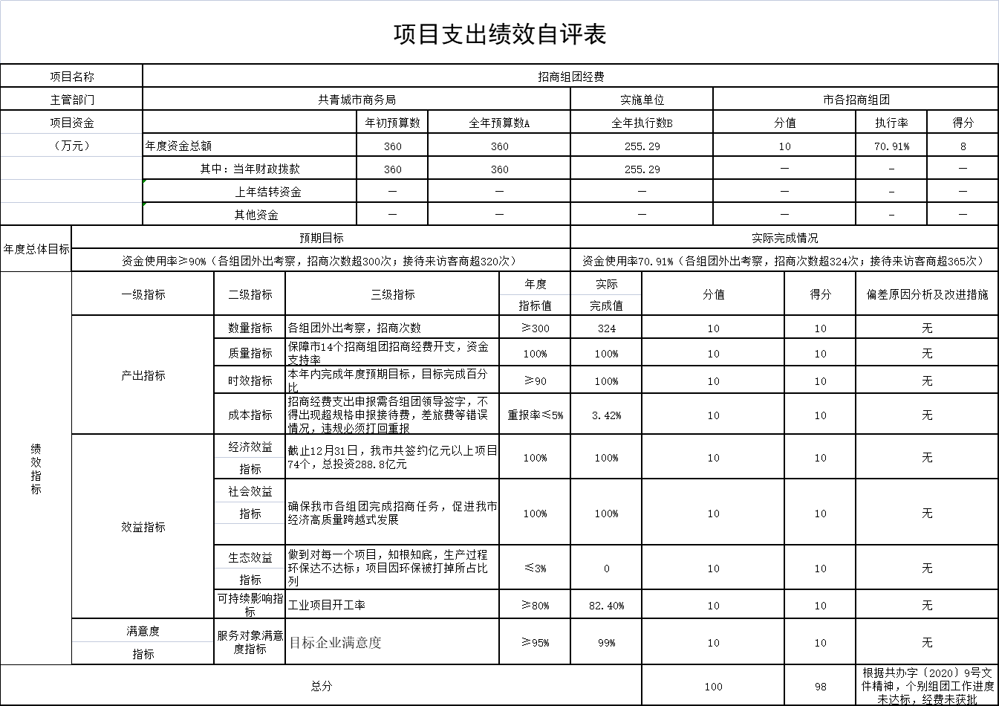 项目支出绩效自评表
项目名称 招商组团经费
主管部门 共青城市商务局 实施单位 市各招商组团
项目资金 年初预算数 全年预算数A 全年执行数B 分值 执行率 得分
（万元） 年度资金总额 360 360 255.29 10 70.91% 8
其中：当年财政拨款 360 360 255.29 — - —
上年结转资金 — — — — - —
其他资金 — — — — - —
年度总体目标 预期目标 实际完成情况
资金使用率≥90%（各组团外出考察，招商次数超300次；接待来访客商超320次） 资金使用率70.91%（各组团外出考察，招商次数超324次；接待来访客商超365次）
绩
效
指
标
一级指标 二级指标 三级指标 年度 实际 分值 得分 偏差原因分析及改进措施
指标值 完成值
产出指标
数量指标 各组团外出考察，招商次数 ≥300 324 10 10 无
质量指标 保障市14个招商组团招商经费开支，资金 100% 100% 10 10 无
支持率
时效指标 本年内完成年度预期目标，目标完成百分 ≥90 100% 10 10 无
比
成本指标 招商经费支出申报需各组团领导签字，不 重报率≤5% 3.42% 10 10 无
得出现超规格申报接待费，差旅费等错误
情况，违规必须打回重报
效益指标
经济效益 截止12月31日，我市共签约亿元以上项目 100% 100% 10 10 无
指标 74个，总投资288.8亿元
社会效益 确保我市各组团完成招商任务，促进我市 100% 100% 10 10 无
指标 经济高质量跨越式发展
生态效益 做到对每一个项目，知根知底，生产过程 ≤3% 0 10 10 无
指标 环保达不达标；项目因环保被打掉所占比
列
可持续影响指 工业项目开工率 ≥80% 82.40% 10 10 无
标
满意度 服务对象满意 目标企业满意度 ≥95% 99% 10 10 无
指标 度指标
总分 100 98 根据共办字〔2020〕9号文
件精神，个别组团工作进度
未达标，经费未获批